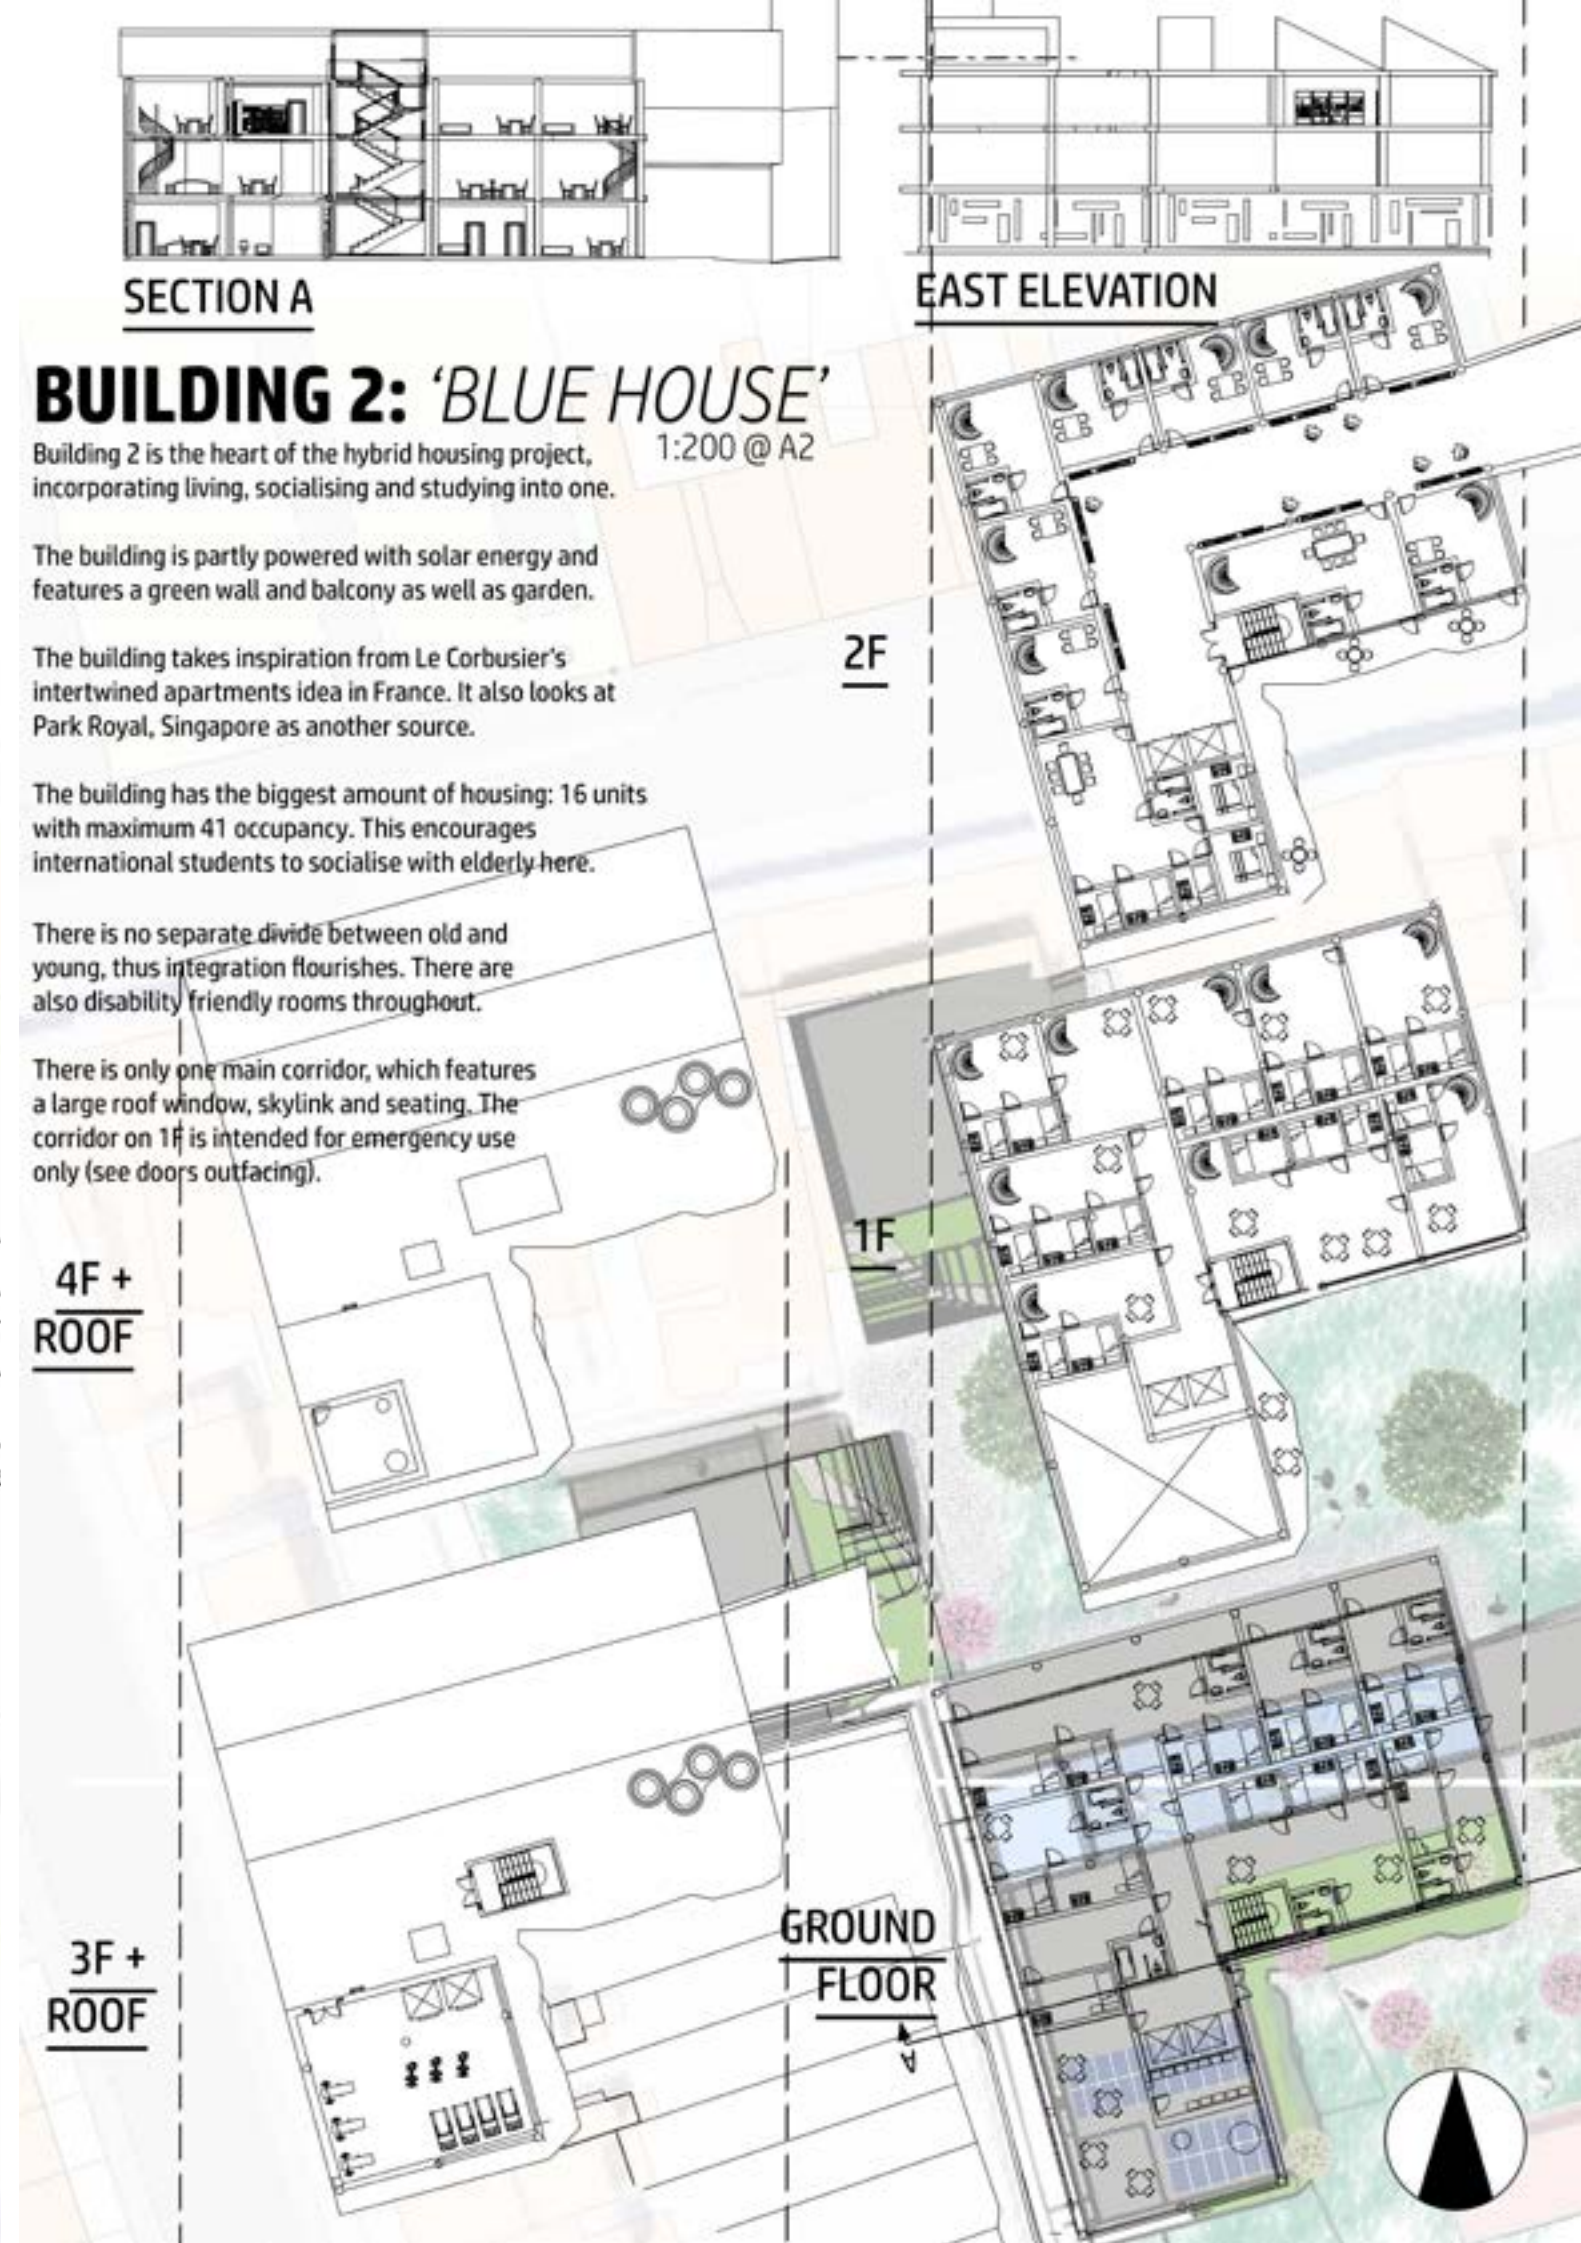 SECTION A
EAST ELEVATION
BUILDING 2: ‘BLUE HOUSE’
1:200 @ A2
Building 2 is the heart of the hybrid housing project,
incorporating living, socialising and studying into one.
The building is partly powered with solar energy and
features a green wall and balcony as well as garden.
The building takes inspiration from Le Corbusier's
intertwined apartments idea in France. It also looks at
Park Royal, Singapore as another source.
The building has the biggest amount of housing: 16 units
with maximum 41 occupancy. This encourages
international students to socialise with elderly here.
There is no separate divide between old and
young, thus integration flourishes. There are
also disability friendly rooms throughout.
There is only one main corridor, which features
a large roof window, skylink and seating. The
corridor on 1F is intended for emergency use
only (see doors outfacing).
2F
1F
4F +
ROOF
3F +
ROOF
GROUND
FLOOR
A